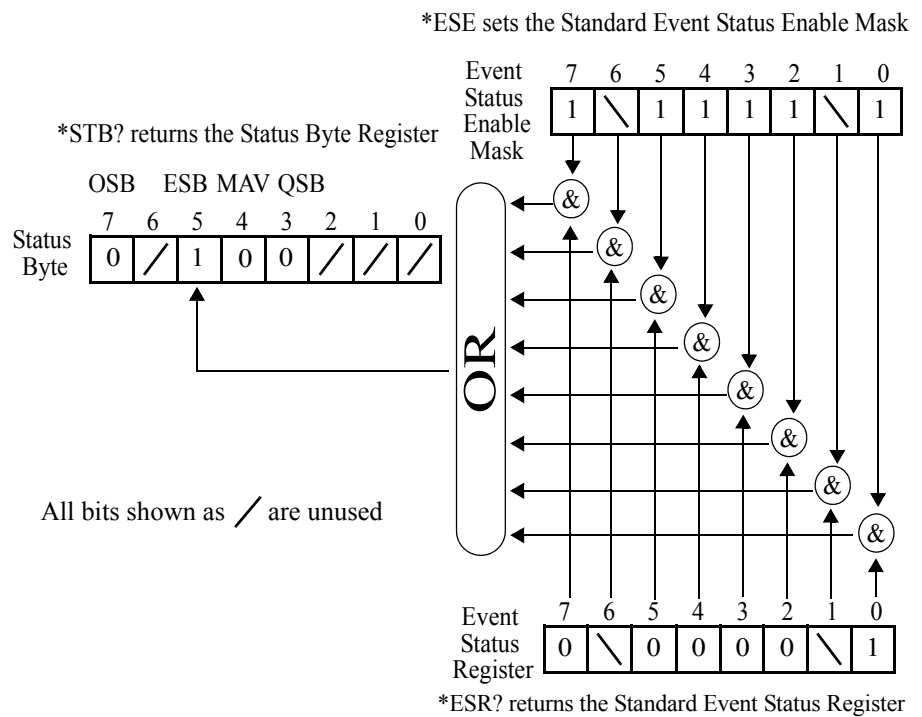 *ESE sets the Standard Event Status Enable Mask
Event
Status
Enable
Mask
7 6 5 4 3 2 1 0
1 \ 1 1 1 1 \ 1
*STB? returns the Status Byte Register
OSB ESB MAV QSB
7 6 5 4 3 2 1 0
Status
Byte
0 / 1 0 0 / / /
&
&
&
&
&
&
&
&
OR
All bits shown as / are unused
Event
Status
Register
7 6 5 4 3 2 1 0
0 \ 0 0 0 0 \ 1
*ESR? returns the Standard Event Status Register